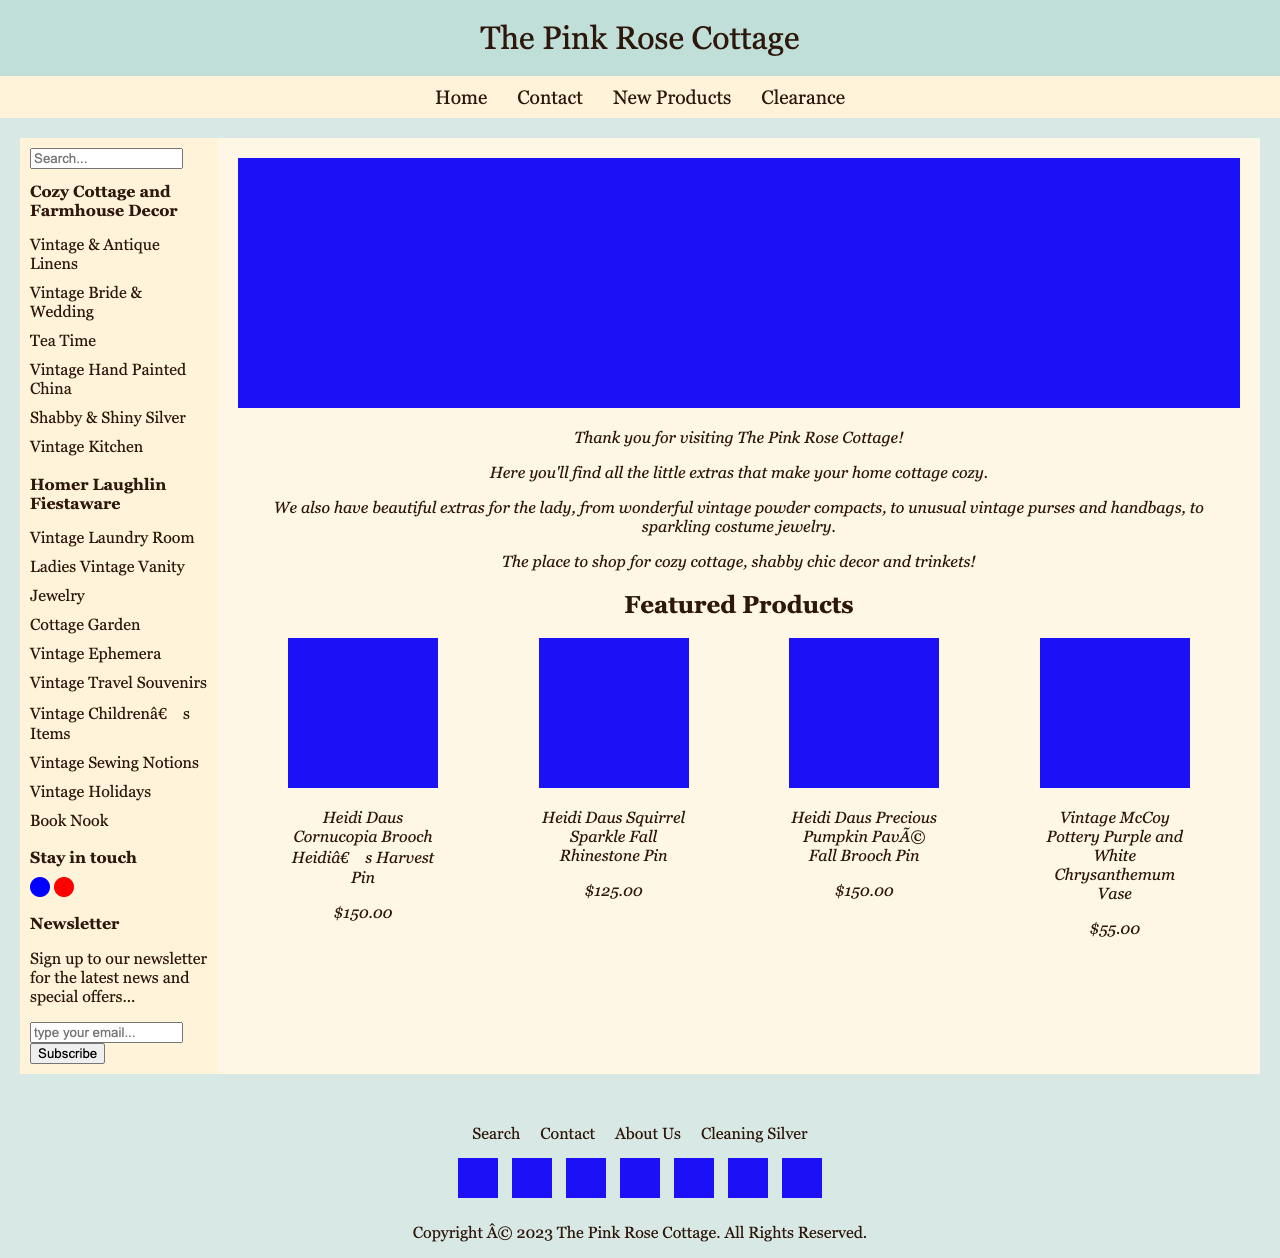 The Pink Rose Cottage
Home Contact New Products Clearance
Search...
Cozy Cottage and
Farmhouse Decor
Vintage & Antique
Linens
Vintage Bride &
Wedding
Tea Time
Vintage Hand Painted
China
Shabby & Shiny Silver
Vintage Kitchen
Homer Laughlin
Fiestaware
Vintage Laundry Room
Ladies Vintage Vanity
Jewelry
Cottage Garden
Vintage Ephemera
Vintage Travel Souvenirs
Vintage Childrenâ€ s
Items
Vintage Sewing Notions
Vintage Holidays
Book Nook
Stay in touch
Newsletter
Sign up to our newsletter
for the latest news and
special offers...
type your email...
Subscribe
Thank you for visiting The Pink Rose Cottage!
Here you'll find all the little extras that make your home cottage cozy.
We also have beautiful extras for the lady, from wonderful vintage powder compacts, to unusual vintage purses and handbags, to
sparkling costume jewelry.
The place to shop for cozy cottage, shabby chic decor and trinkets!
Featured Products
Heidi Daus
Cornucopia Brooch
Heidiâ€ s Harvest
Pin
$150.00
Heidi Daus Squirrel
Sparkle Fall
Rhinestone Pin
$125.00
Heidi Daus Precious
Pumpkin PavÃ©
Fall Brooch Pin
$150.00
Vintage McCoy
Pottery Purple and
White
Chrysanthemum
Vase
$55.00
Search Contact About Us Cleaning Silver
Copyright Â© 2023 The Pink Rose Cottage. All Rights Reserved.